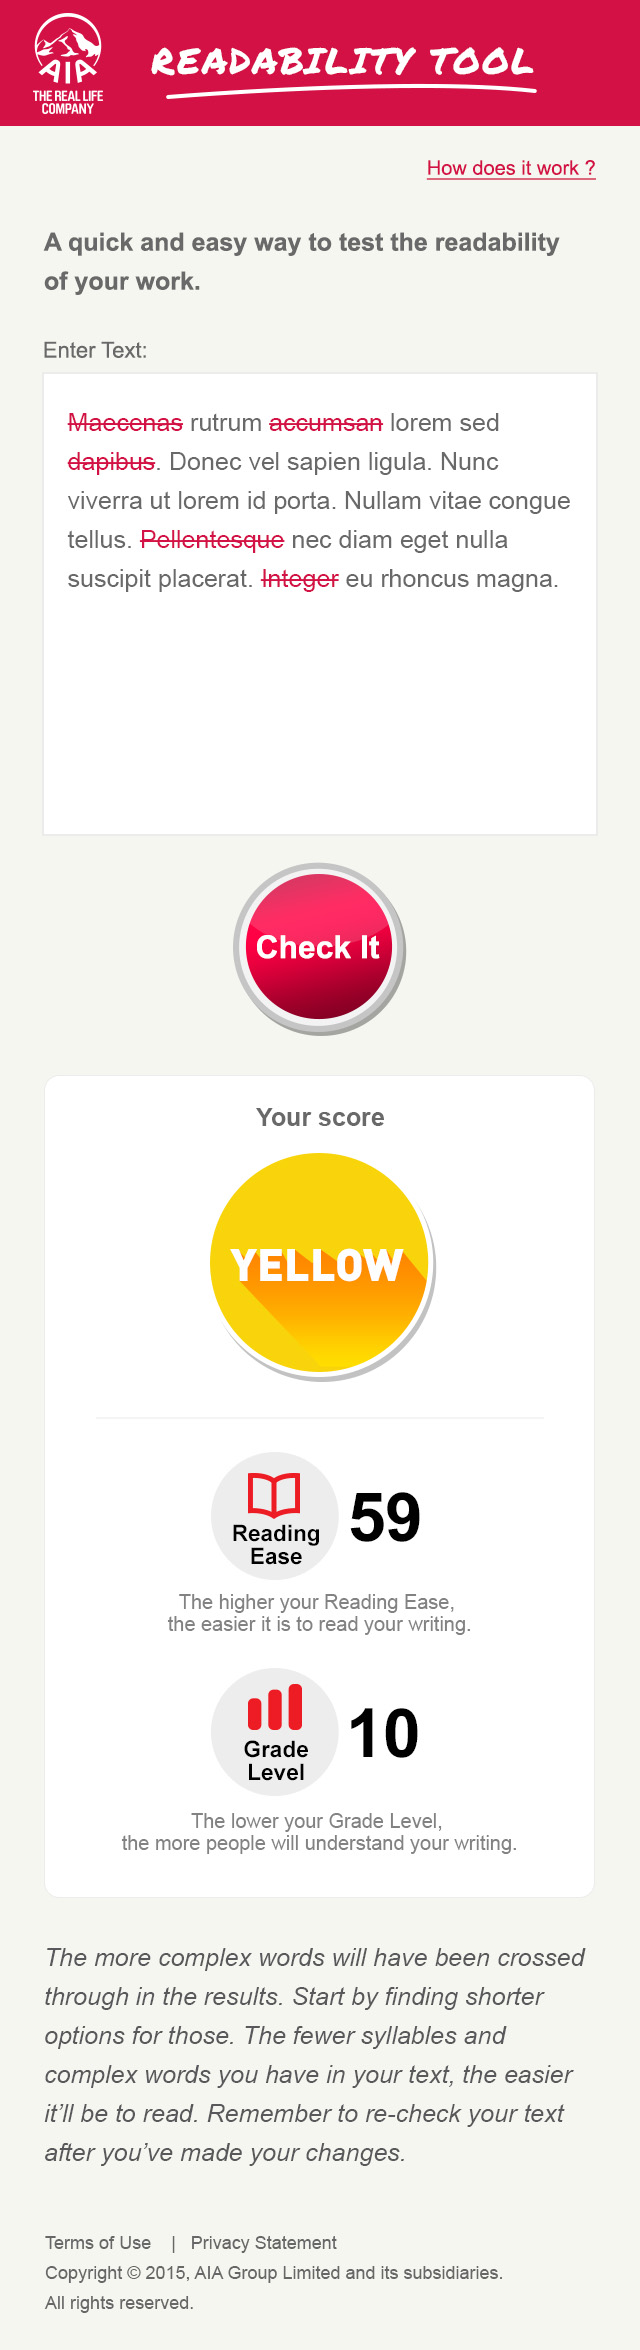 AIA
THE REAL LIFE
COMPANY
READABILITY TOOL
How does it work ?
A quick and easy way to test the readability
of your work.
Enter Text:
Maecenas rutrum accumsan lorem sed
dapibus. Donec vel sapien ligula. Nunc
viverra ut lorem id porta. Nullam vitae congue
tellus. Pellentesque nec diam eget nulla
suscipit placerat. Integer eu rhoncus magna.
Check It
Your score
YELLOW
Reading
Ease
59
The higher your Reading Ease,
the easier it is to read your writing.
Grade
Level
10
The lower your Grade Level,
the more people will understand your writing.
The more complex words will have been crossed
through in the results. Start by finding shorter
options for those. The fewer syllables and
complex words you have in your text, the easier
it’ll be to read. Remember to re-check your text
after you’ve made your changes.
Terms of Use | Privacy Statement
Copyright © 2015, AIA Group Limited and its subsidiaries.
All rights reserved.